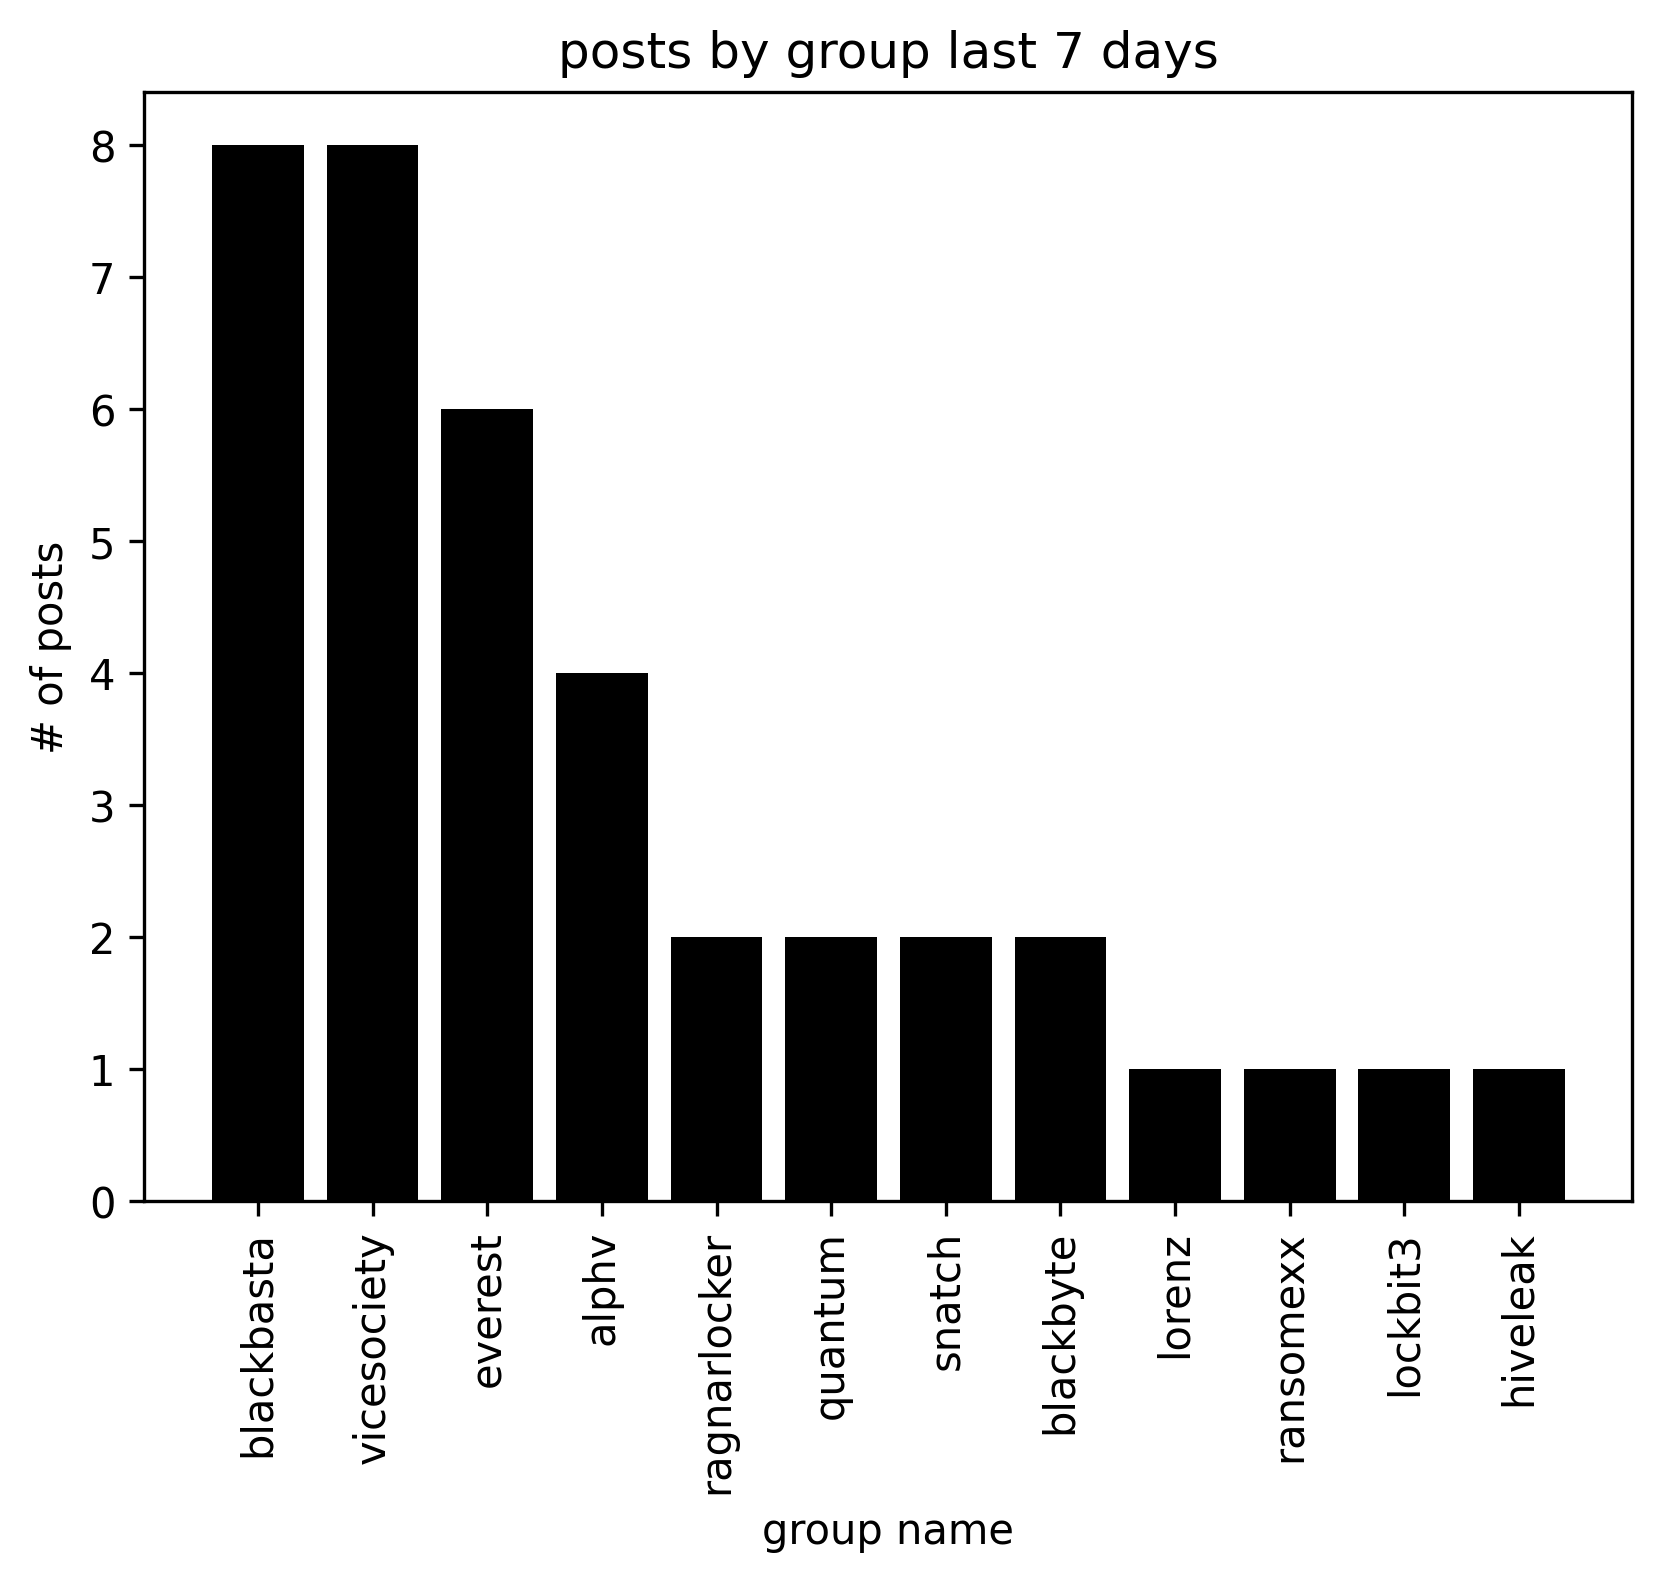 posts by group last 7 days
# of posts
8
7
6
5
4
3
2
1
0
blackbasta
vicesociety
everest
alphv
ragnarlocker
quantum
snatch
blackbyte
lorenz
ransomexx
lockbit3
hiveleak
group name